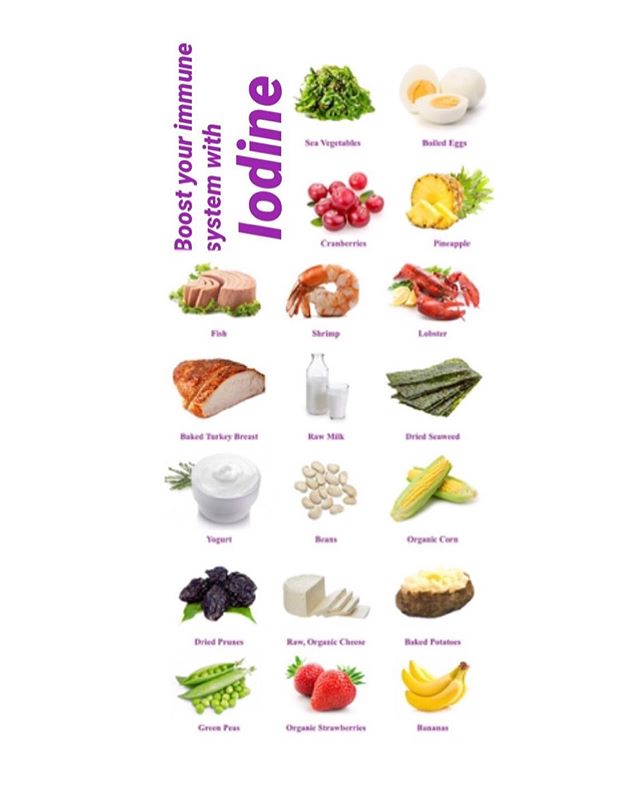 Boost your immune
system with
Iodine
Sea Vegetables
Boiled Eggs
Cranberries
Pineapple
Fish
Shrimp
Lobster
Baked Turkey Breast
Raw Milk
Dried Seaweed
Yogurt
Beans
Organic Corn
Dried Prunes
Raw, Organic Cheese
Baked Potatoes
Green Peas
Organic Strawberries
Bananas